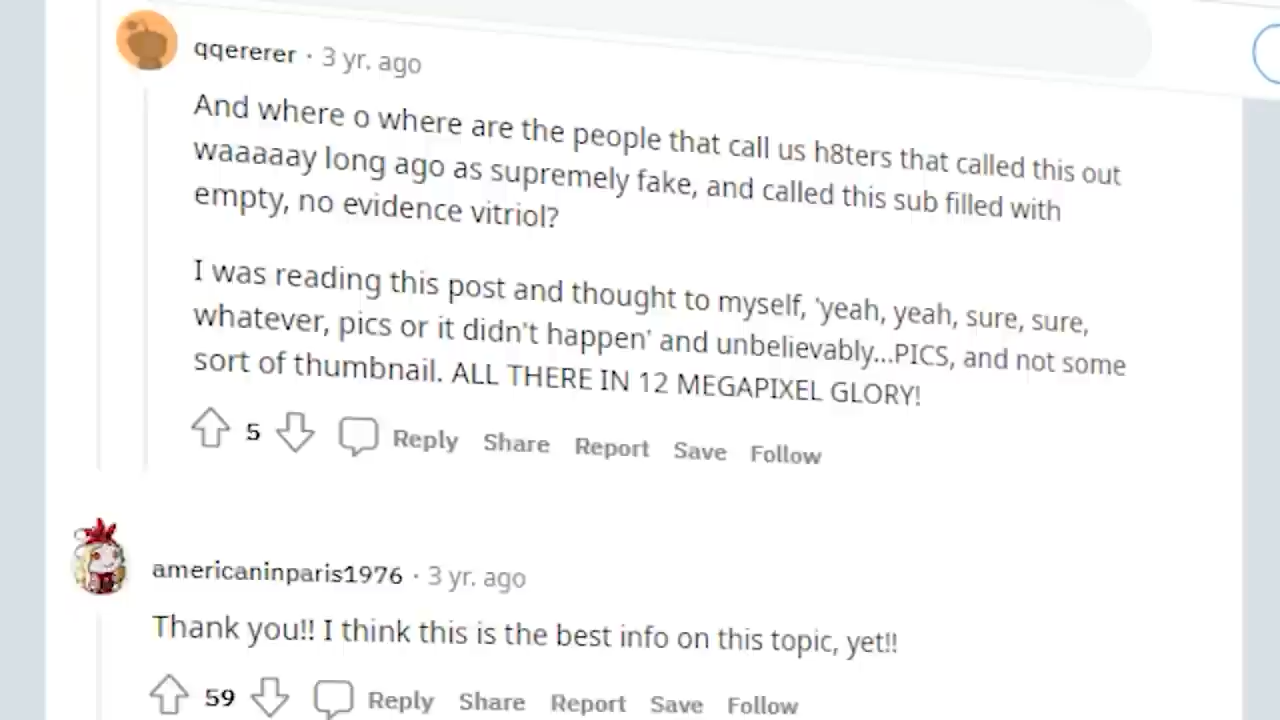 qqererer · 3 yr. ago
And where o where are the people that call us h8ters that called this out
waaaaay long ago as supremely fake, and called this sub filled with
empty, no evidence vitriol?
I was reading this post and thought to myself, 'yeah, yeah, sure, sure,
whatever, pics or it didn't happen' and unbelievably...PICS, and not some
sort of thumbnail. ALL THERE IN 12 MEGAPIXEL GLORY!
5 Reply Share Report Save Follow
americaninparis1976 · 3 yr. ago
Thank you!! I think this is the best info on this topic, yet!!
59 Reply Share Report Save Follow